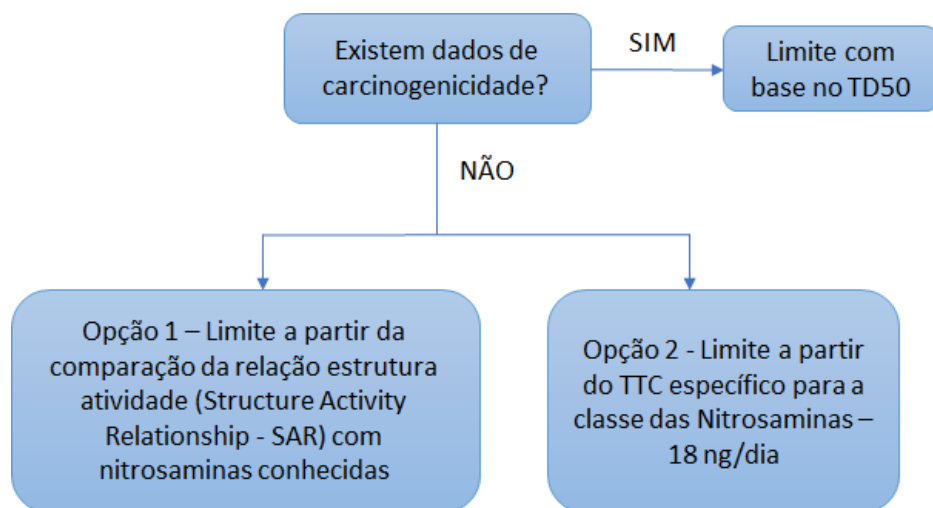 Existem dados de
carcinogenicidade?
SIM
Limite com
base no TD50
NÃO
Opção 1 – Limite a partir da
comparação da relação estrutura
atividade (Structure Activity
Relationship - SAR) com
nitrosaminas conhecidas
Opção 2 - Limite a partir
do TTC específico para a
classe das Nitrosaminas –
18 ng/dia